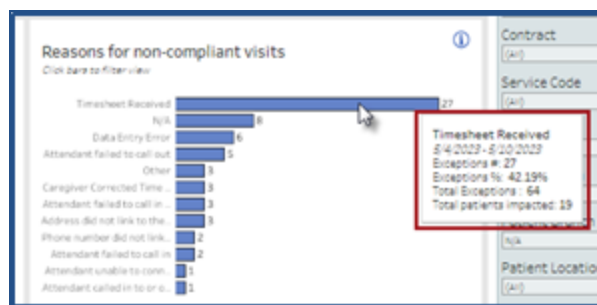 Reasons for non-compliant visits
Click bars to filter view
Timesheet Received 27
N/A 8
Data Entry Error 6
Attendant failed to call out 5
Other 3
Caregiver Corrected Time... 3
Attendant failed to call in ... 3
Address did not link to the... 3
Phone number did not link... 2
Attendant failed to call in 2
Attendant unable to conn... 1
Attendant called in to or o... 1
Timesheet Received
5/4/2023 - 5/10/2023
Exceptions #: 27
Exceptions %: 42.19%
Total Exceptions : 64
Total patients impacted: 19
Contract
(All)
Service Code
(All)
N/A
Patient Location
(All)